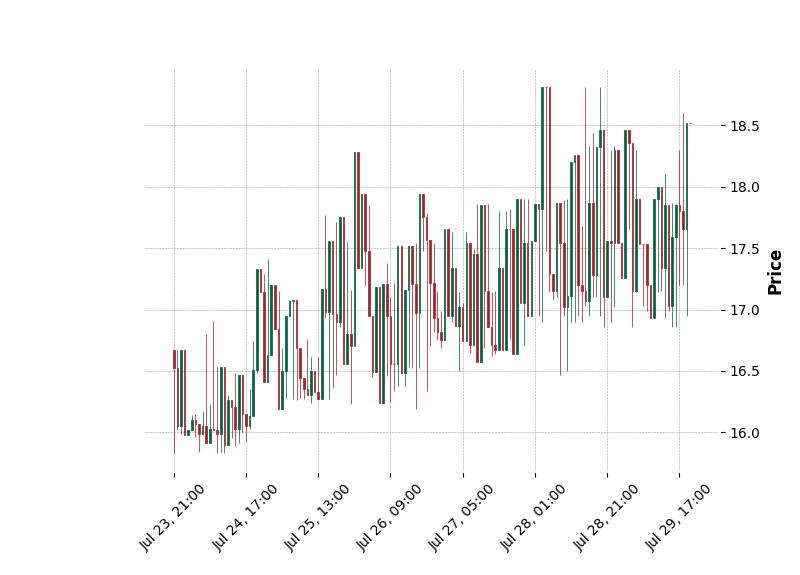 18.5
18.0
17.5
17.0
16.5
16.0
Price
Jul 23, 21:00
Jul 24, 17:00
Jul 25, 13:00
Jul 26, 09:00
Jul 27, 05:00
Jul 28, 01:00
Jul 28, 21:00
Jul 29, 17:00